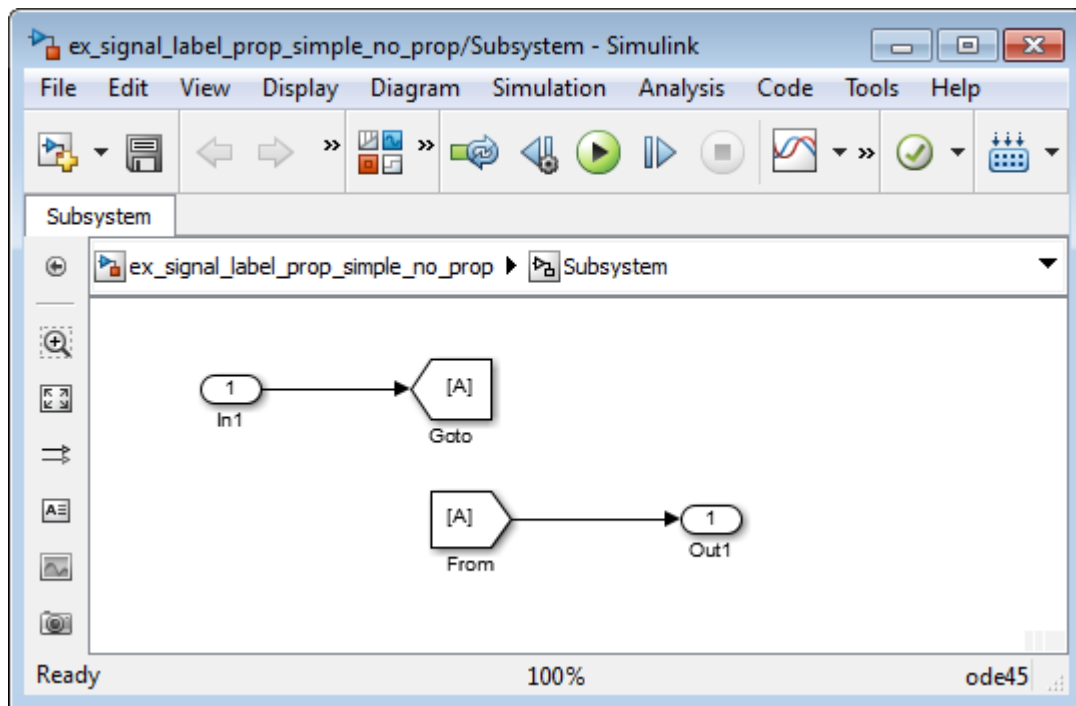 ex_signal_label_prop_simple_no_prop/Subsystem - Simulink
File Edit View Display Diagram Simulation Analysis Code Tools Help
» » »
Subsystem
ex_signal_label_prop_simple_no_prop Subsystem
1 [A]
In1
Goto
A
[A] 1
Out1
From
Ready 100% ode45